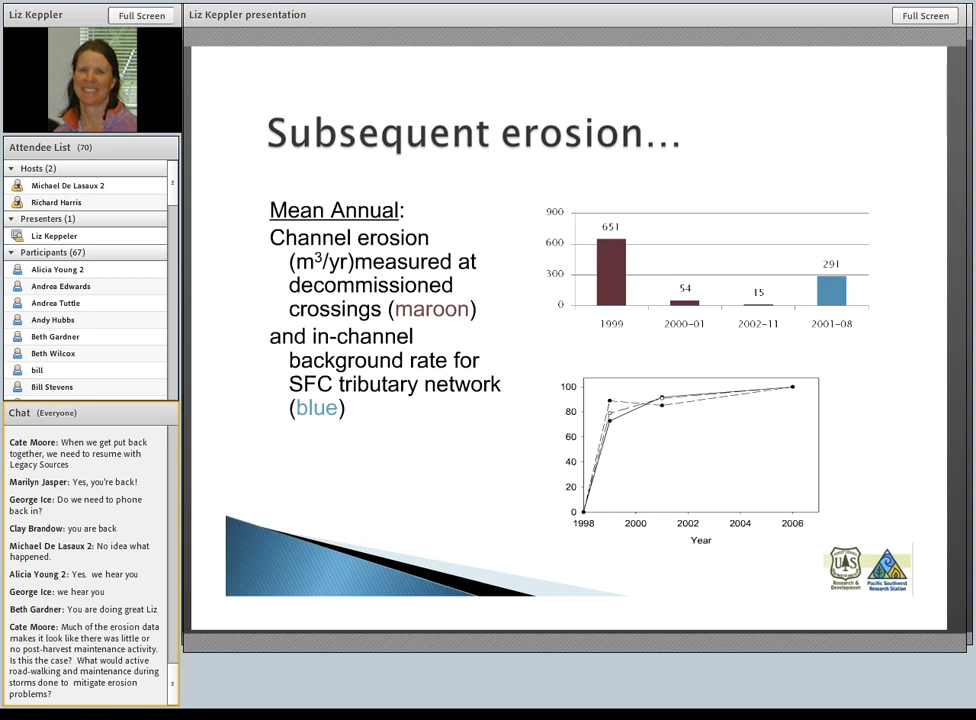 Liz Keppler
Full Screen
Liz Keppler presentation
Full Screen
Attendee List (70)
Hosts (2)
Michael De Lasaux 2
Richard Harris
Presenters (1)
Liz Keppeler
Participants (67)
Alicia Young 2
Andrea Edwards
Andrea Tuttle
Andy Hubbs
Beth Gardner
Beth Wilcox
bill
Bill Stevens
Chat (Everyone)
Cate Moore: When we get put back
together, we need to resume with
Legacy Sources
Marilyn Jasper: Yes, you're back!
George Ice: Do we need to phone
back in?
Clay Brandow: you are back
Michael De Lasaux 2: No idea what
happened.
Alicia Young 2: Yes. we hear you
George Ice: we hear you
Beth Gardner: You are doing great Liz
Cate Moore: Much of the erosion data
makes it look like there was little or
no post-harvest maintenance activity.
Is this the case? What would active
road-walking and maintenance during
storms done to mitigate erosion
problems?
Subsequent erosion...
Mean Annual:
Channel erosion
(m³/yr)measured at
decommissioned
crossings (maroon)
and in-channel
background rate for
SFC tributary network
(blue)
900
600
300
0
651
54
15
291
1999 2000-01 2002-11 2001-08
100
80
60
40
20
0
1998 2000 2002 2004 2006
Year
UAS
Research &
Development
Pacific Southwest
Research Station